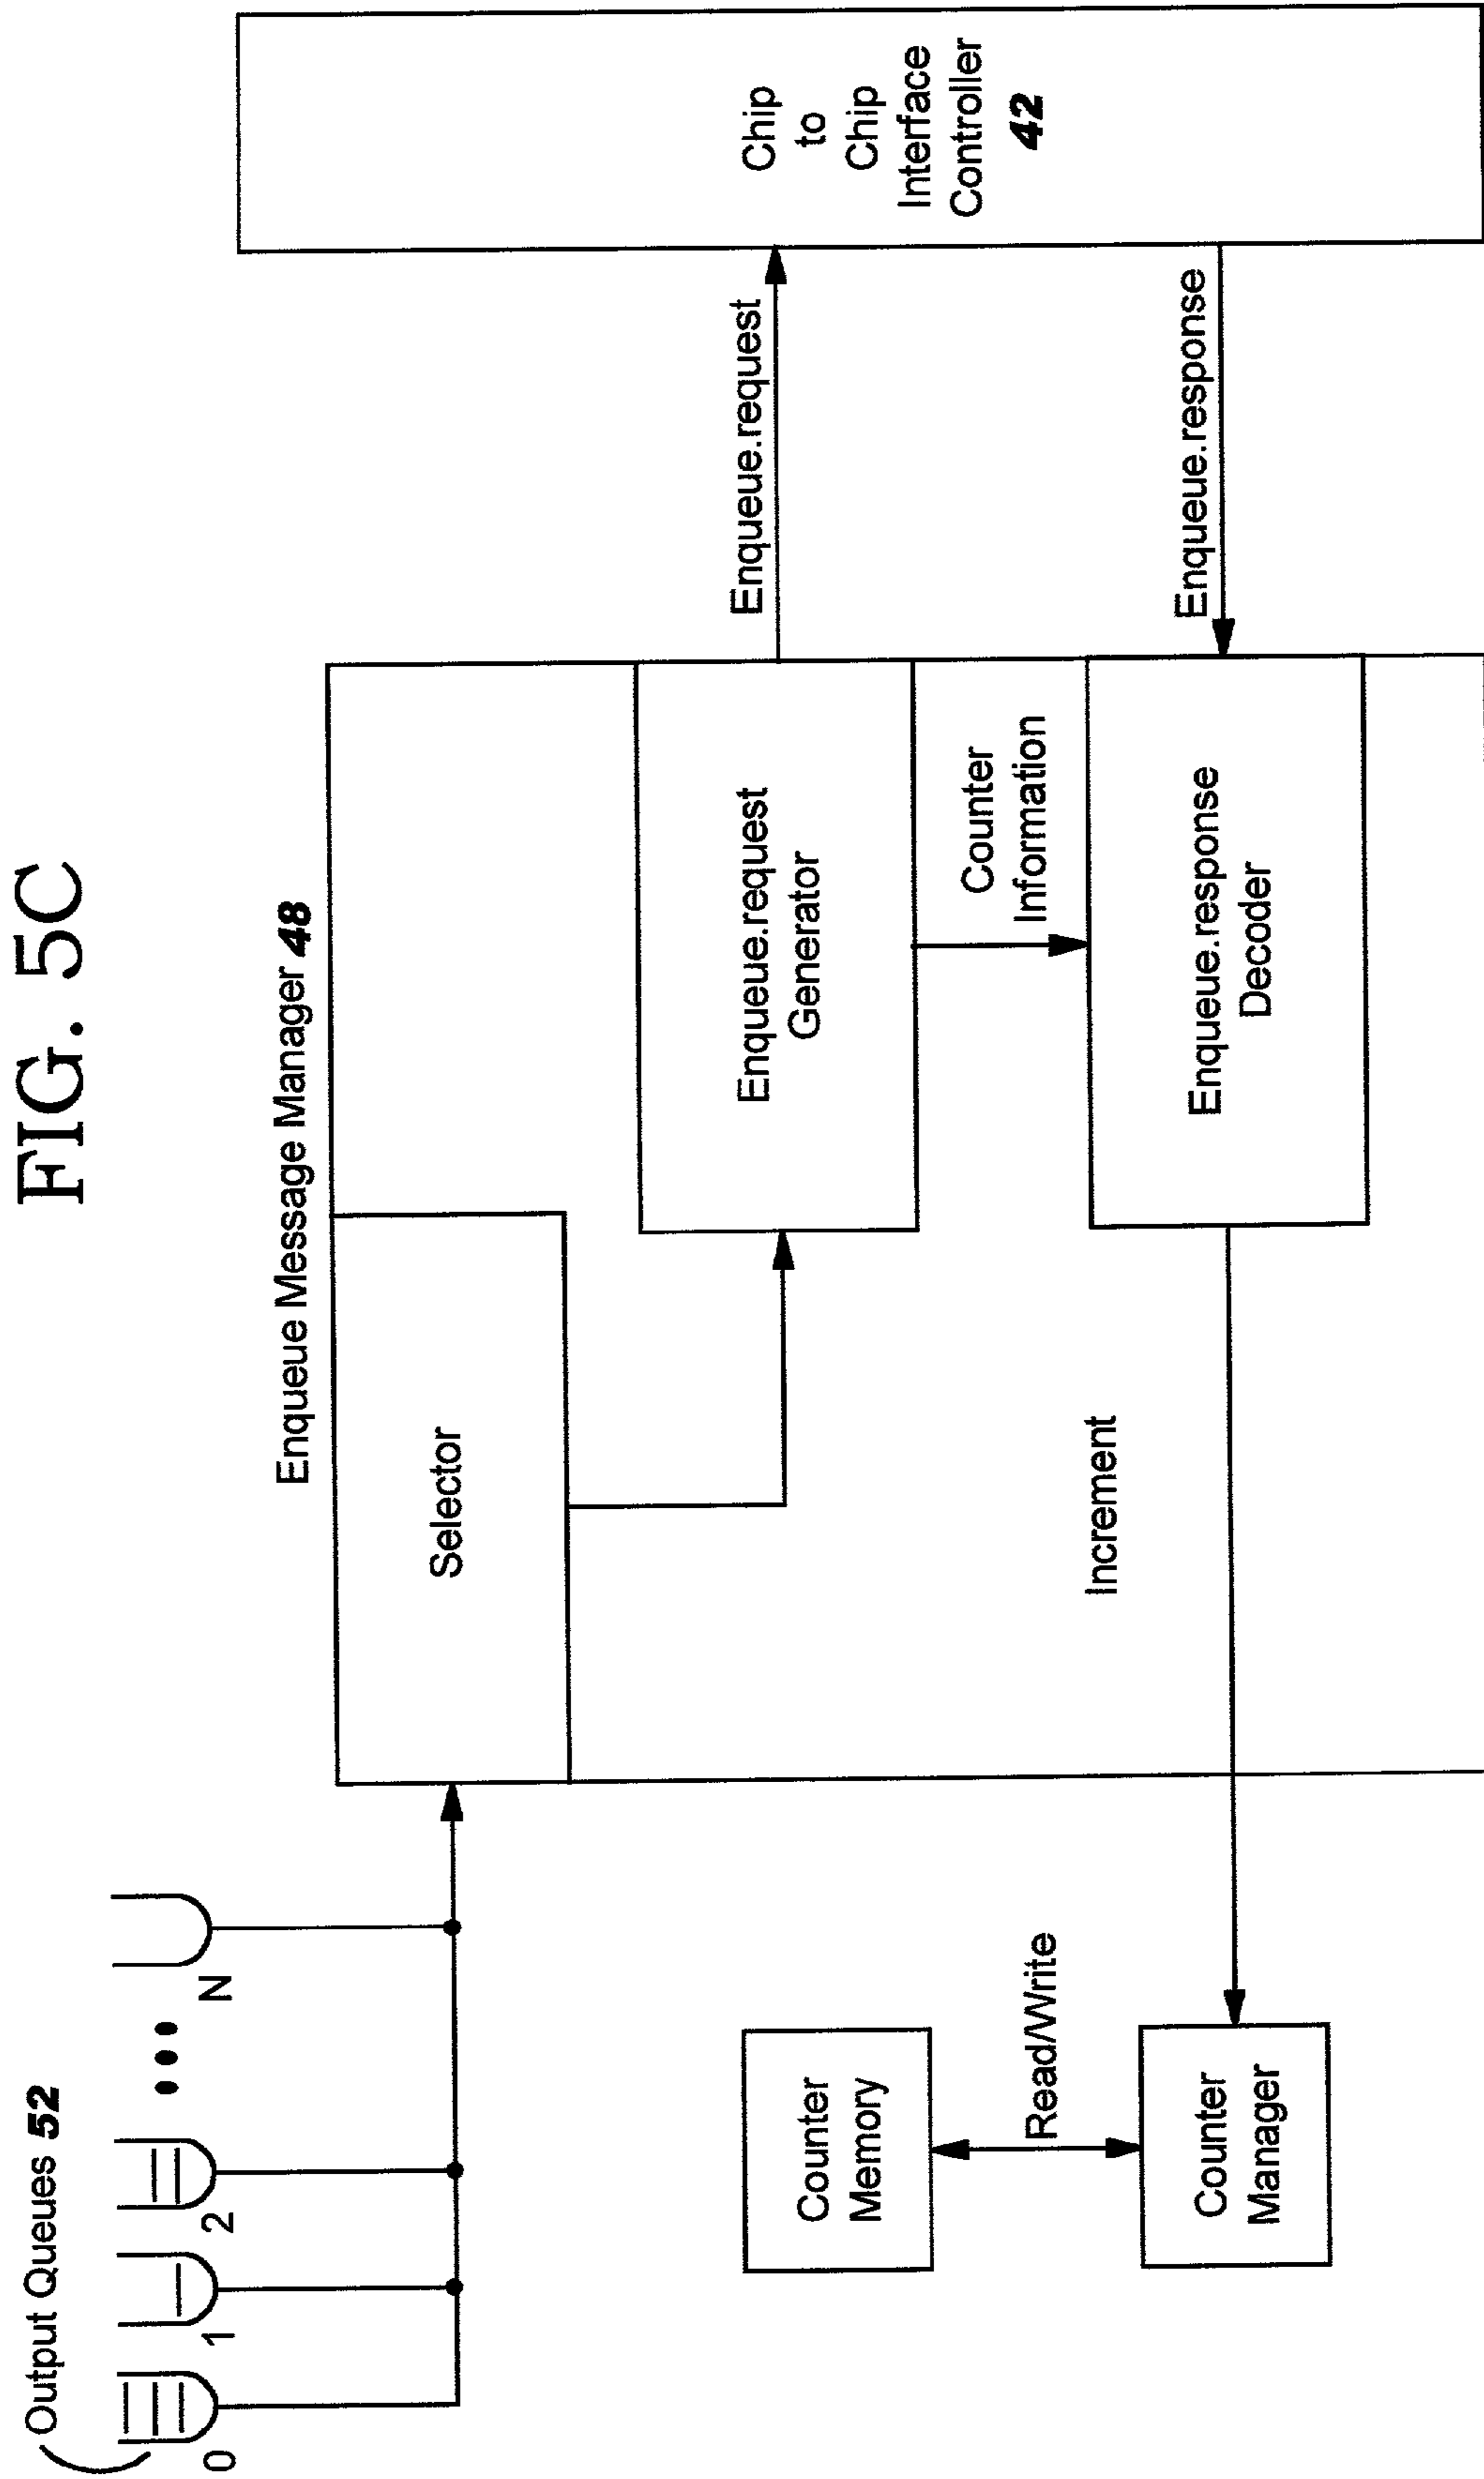 FIG. 5C
Output Queues 52
0
1
2
N
Enqueue Message Manager 48
Selector
Enqueue.request
Generator
Enqueue.request
Chip
to
Chip
Interface
Controller
42
Counter
Information
Counter
Memory
Read/Write
Counter
Manager
Increment
Enqueue.response
Decoder
Enqueue.response